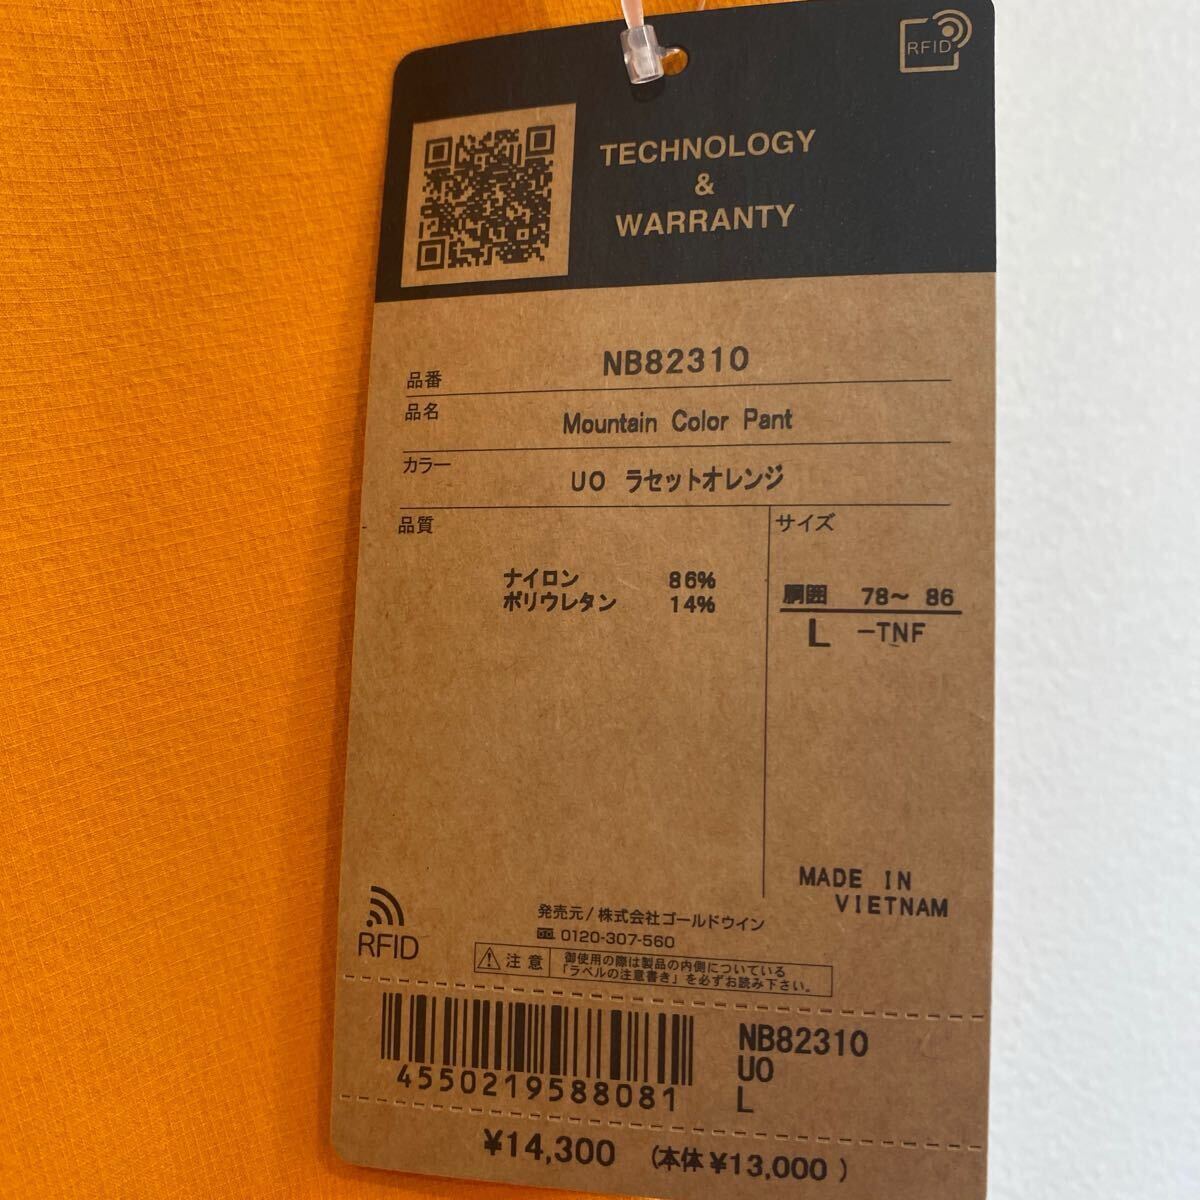 RFID
TECHNOLOGY
&
WARRANTY
品番 NB82310
品名 Mountain Color Pant
カラー UO ラセットオレンジ
品質
ナイロン 86%
ポリウレタン 14%
サイズ
胴囲 78～ 86
L -TNF
MADE IN
VIETNAM
RFID
発売元/株式会社ゴールドウイン
0120-307-560
注意
御使用の際は製品の内側についている
「ラベルの注意書き」を必ずお読み下さい。
4550219588081
NB82310
UO
L
¥14,300 (本体¥13,000 )